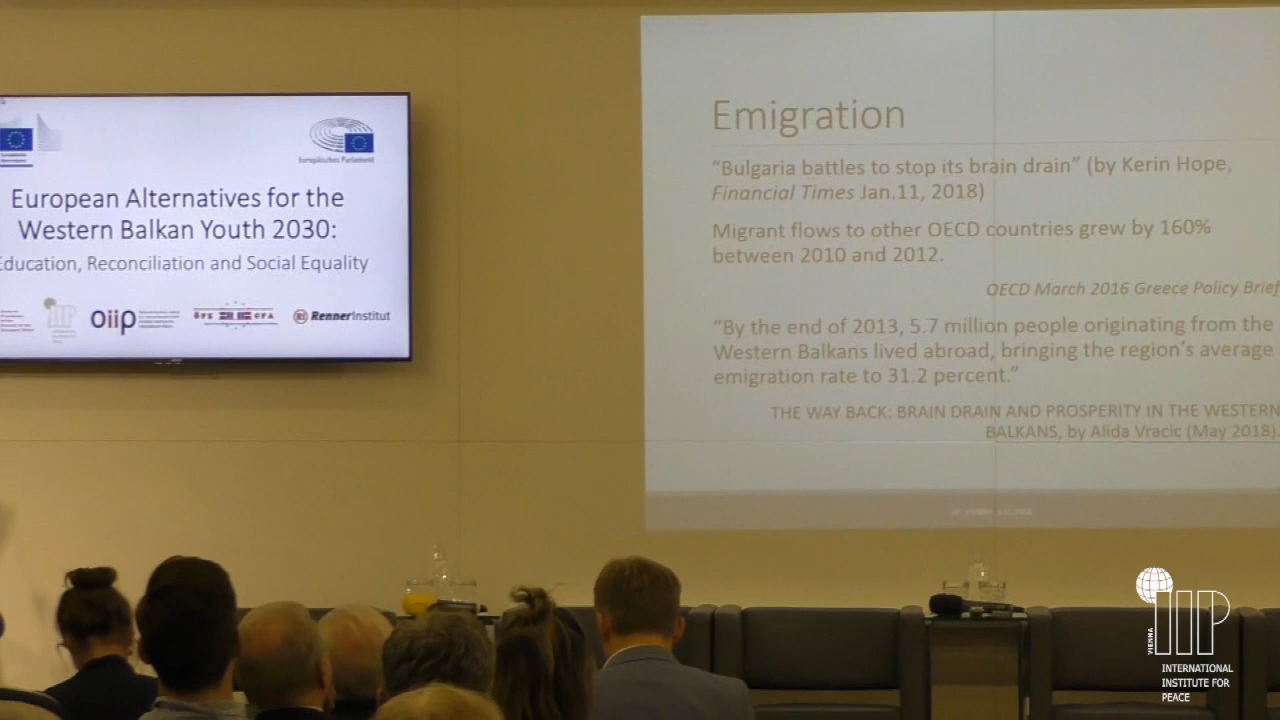 Europäisches Parlament
European Alternatives for the
Western Balkan Youth 2030:
Education, Reconciliation and Social Equality
IIP
oiip
ÖFZ
CFA
RI RennerInstitut
Emigration
“Bulgaria battles to stop its brain drain” (by Kerin Hope,
Financial Times Jan.11, 2018)
Migrant flows to other OECD countries grew by 160%
between 2010 and 2012.
OECD March 2016 Greece Policy Brief
“By the end of 2013, 5.7 million people originating from the
Western Balkans lived abroad, bringing the region’s average
emigration rate to 31.2 percent.”
THE WAY BACK: BRAIN DRAIN AND PROSPERITY IN THE WESTERN
BALKANS, by Alida Vracic (May 2018).
VIENNA
IIP
INTERNATIONAL
INSTITUTE FOR
PEACE